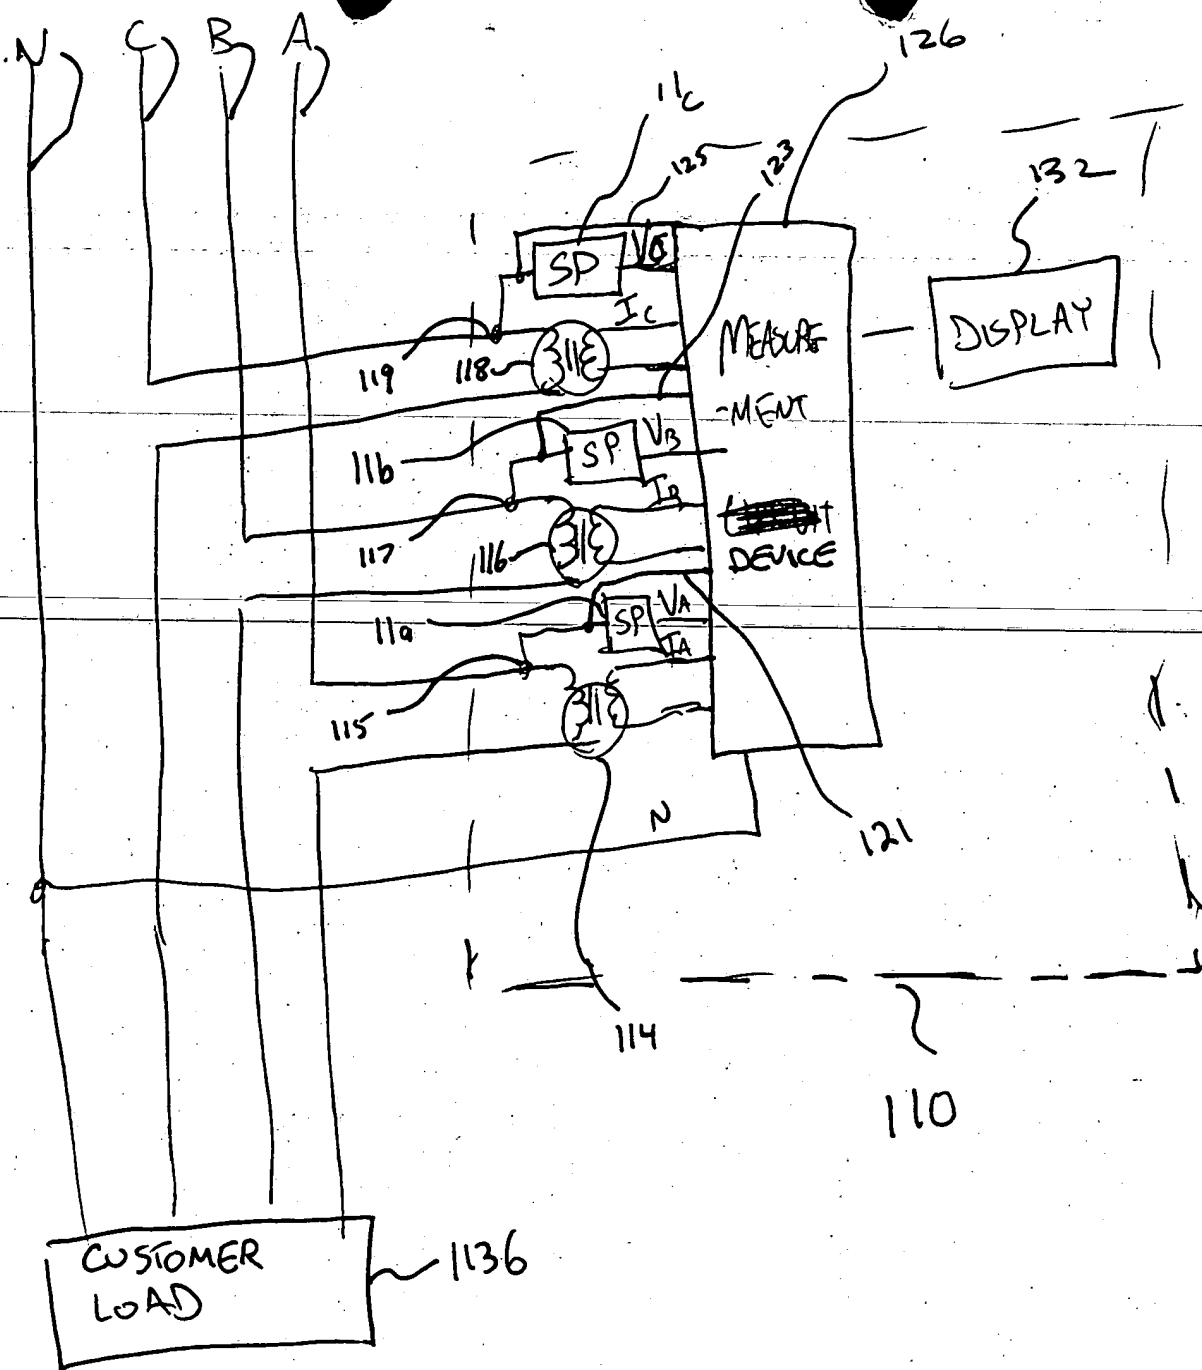 N C B A
126
11c
125
123
132
SP
SP
SP
VC
IC
119
118
MEASURE
-MENT
DEVICE
DISPLAY
11b
VB
IB
117
116
11a
VA
IA
115
N
121
114
110
CUSTOMER
LOAD
1136